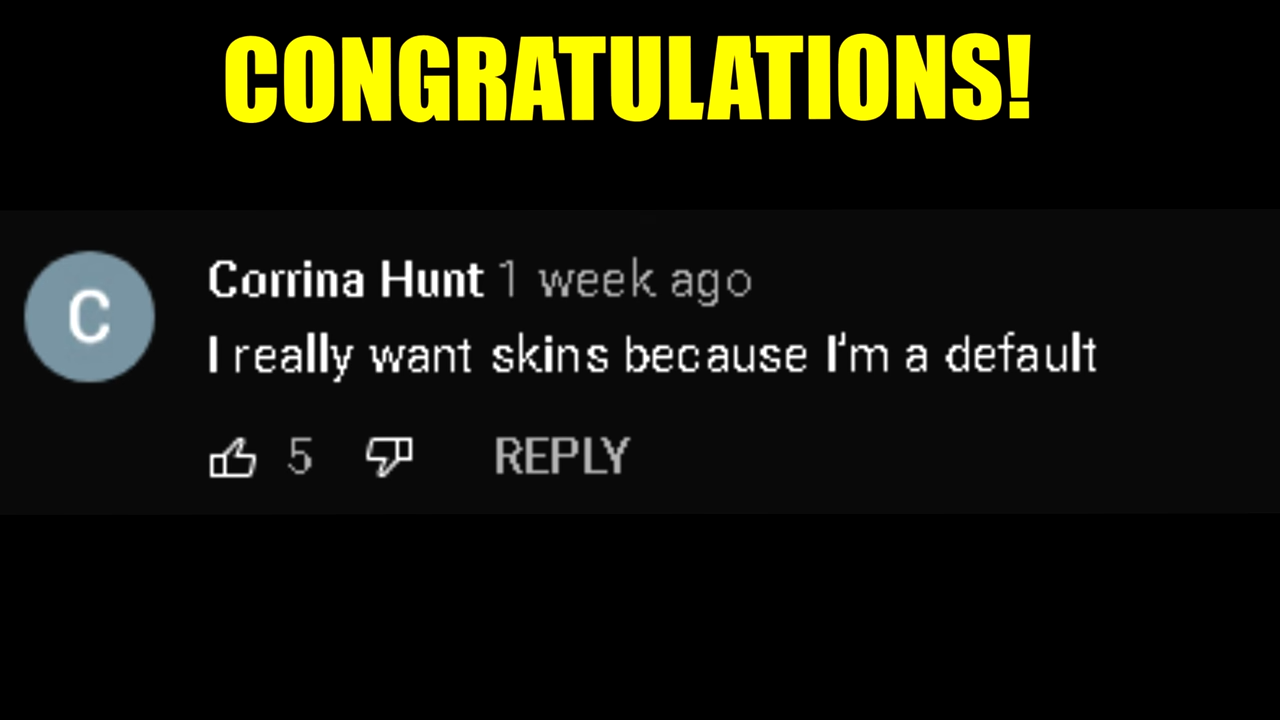 CONGRATULATIONS!
C
Corrina Hunt 1 week ago
I really want skins because I'm a default
5 REPLY